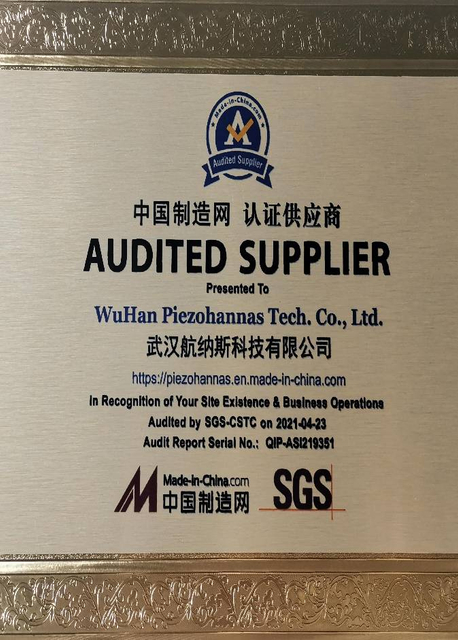 Made-in-China.com
Audited Supplier
中国制造网 认证供应商
AUDITED SUPPLIER
Presented To
WuHan Piezohannas Tech. Co., Ltd.
武汉航纳斯科技有限公司
https://piezohannas.en.made-in-china.com
In Recognition of Your Site Existence & Business Operations
Audited by SGS-CSTC on 2021-04-23
Audit Report Serial No.: QIP-ASI219351
Made-in-China.com
中国制造网
SGS